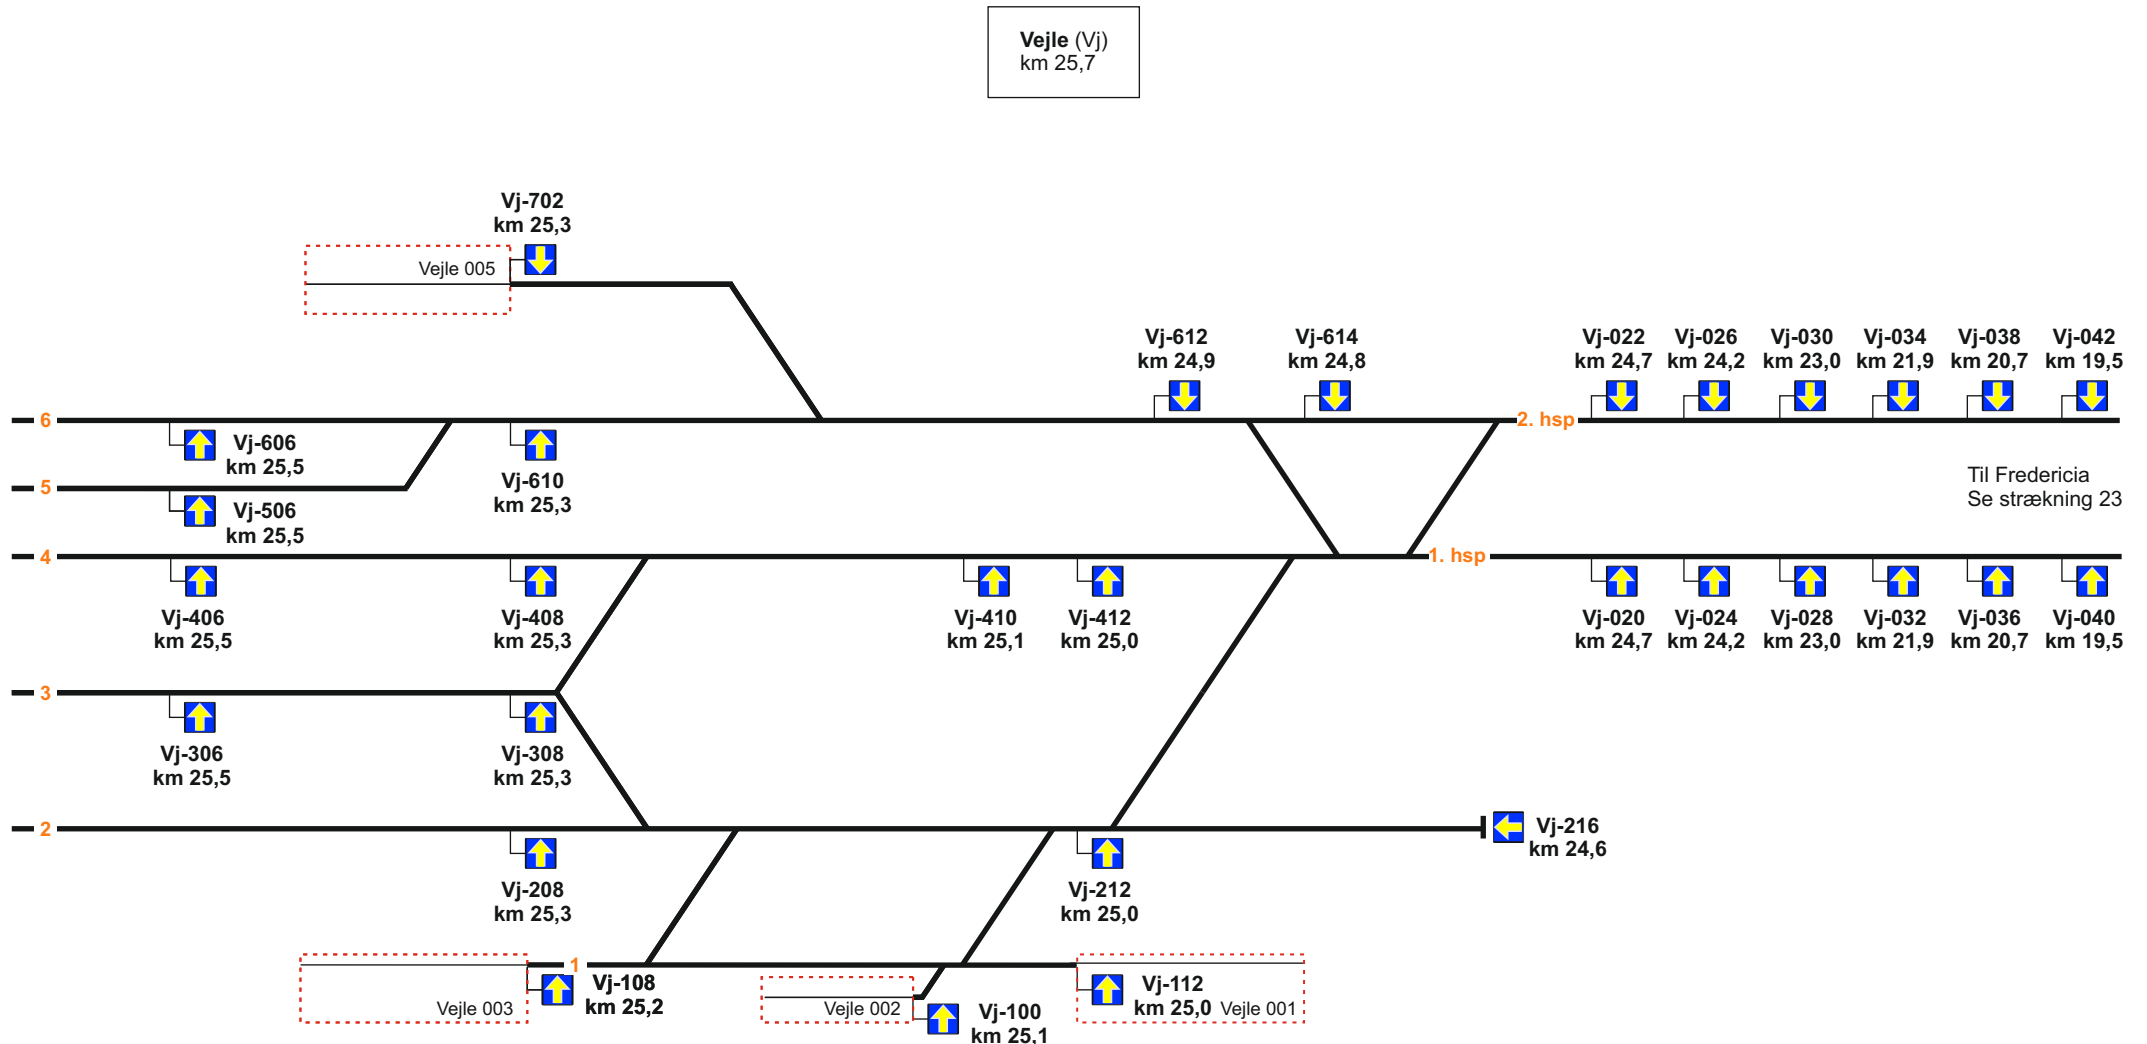 Vejle (Vj)
km 25,7
Vj-702
km 25,3
Vejle 005
Vj-612
km 24,9
Vj-614
km 24,8
Vj-022
km 24,7
Vj-026
km 24,2
Vj-030
km 23,0
Vj-034
km 21,9
Vj-038
km 20,7
Vj-042
km 19,5
6
2. hsp
Vj-606
km 25,5
Vj-610
km 25,3
5
Vj-506
km 25,5
Til Fredericia
Se strækning 23
4
1. hsp
Vj-406
km 25,5
Vj-408
km 25,3
Vj-410
km 25,1
Vj-412
km 25,0
Vj-020
km 24,7
Vj-024
km 24,2
Vj-028
km 23,0
Vj-032
km 21,9
Vj-036
km 20,7
Vj-040
km 19,5
3
Vj-306
km 25,5
Vj-308
km 25,3
2
Vj-216
km 24,6
Vj-208
km 25,3
Vj-212
km 25,0
1
Vejle 003
Vj-108
km 25,2
Vejle 002
Vj-100
km 25,1
Vj-112
km 25,0
Vejle 001